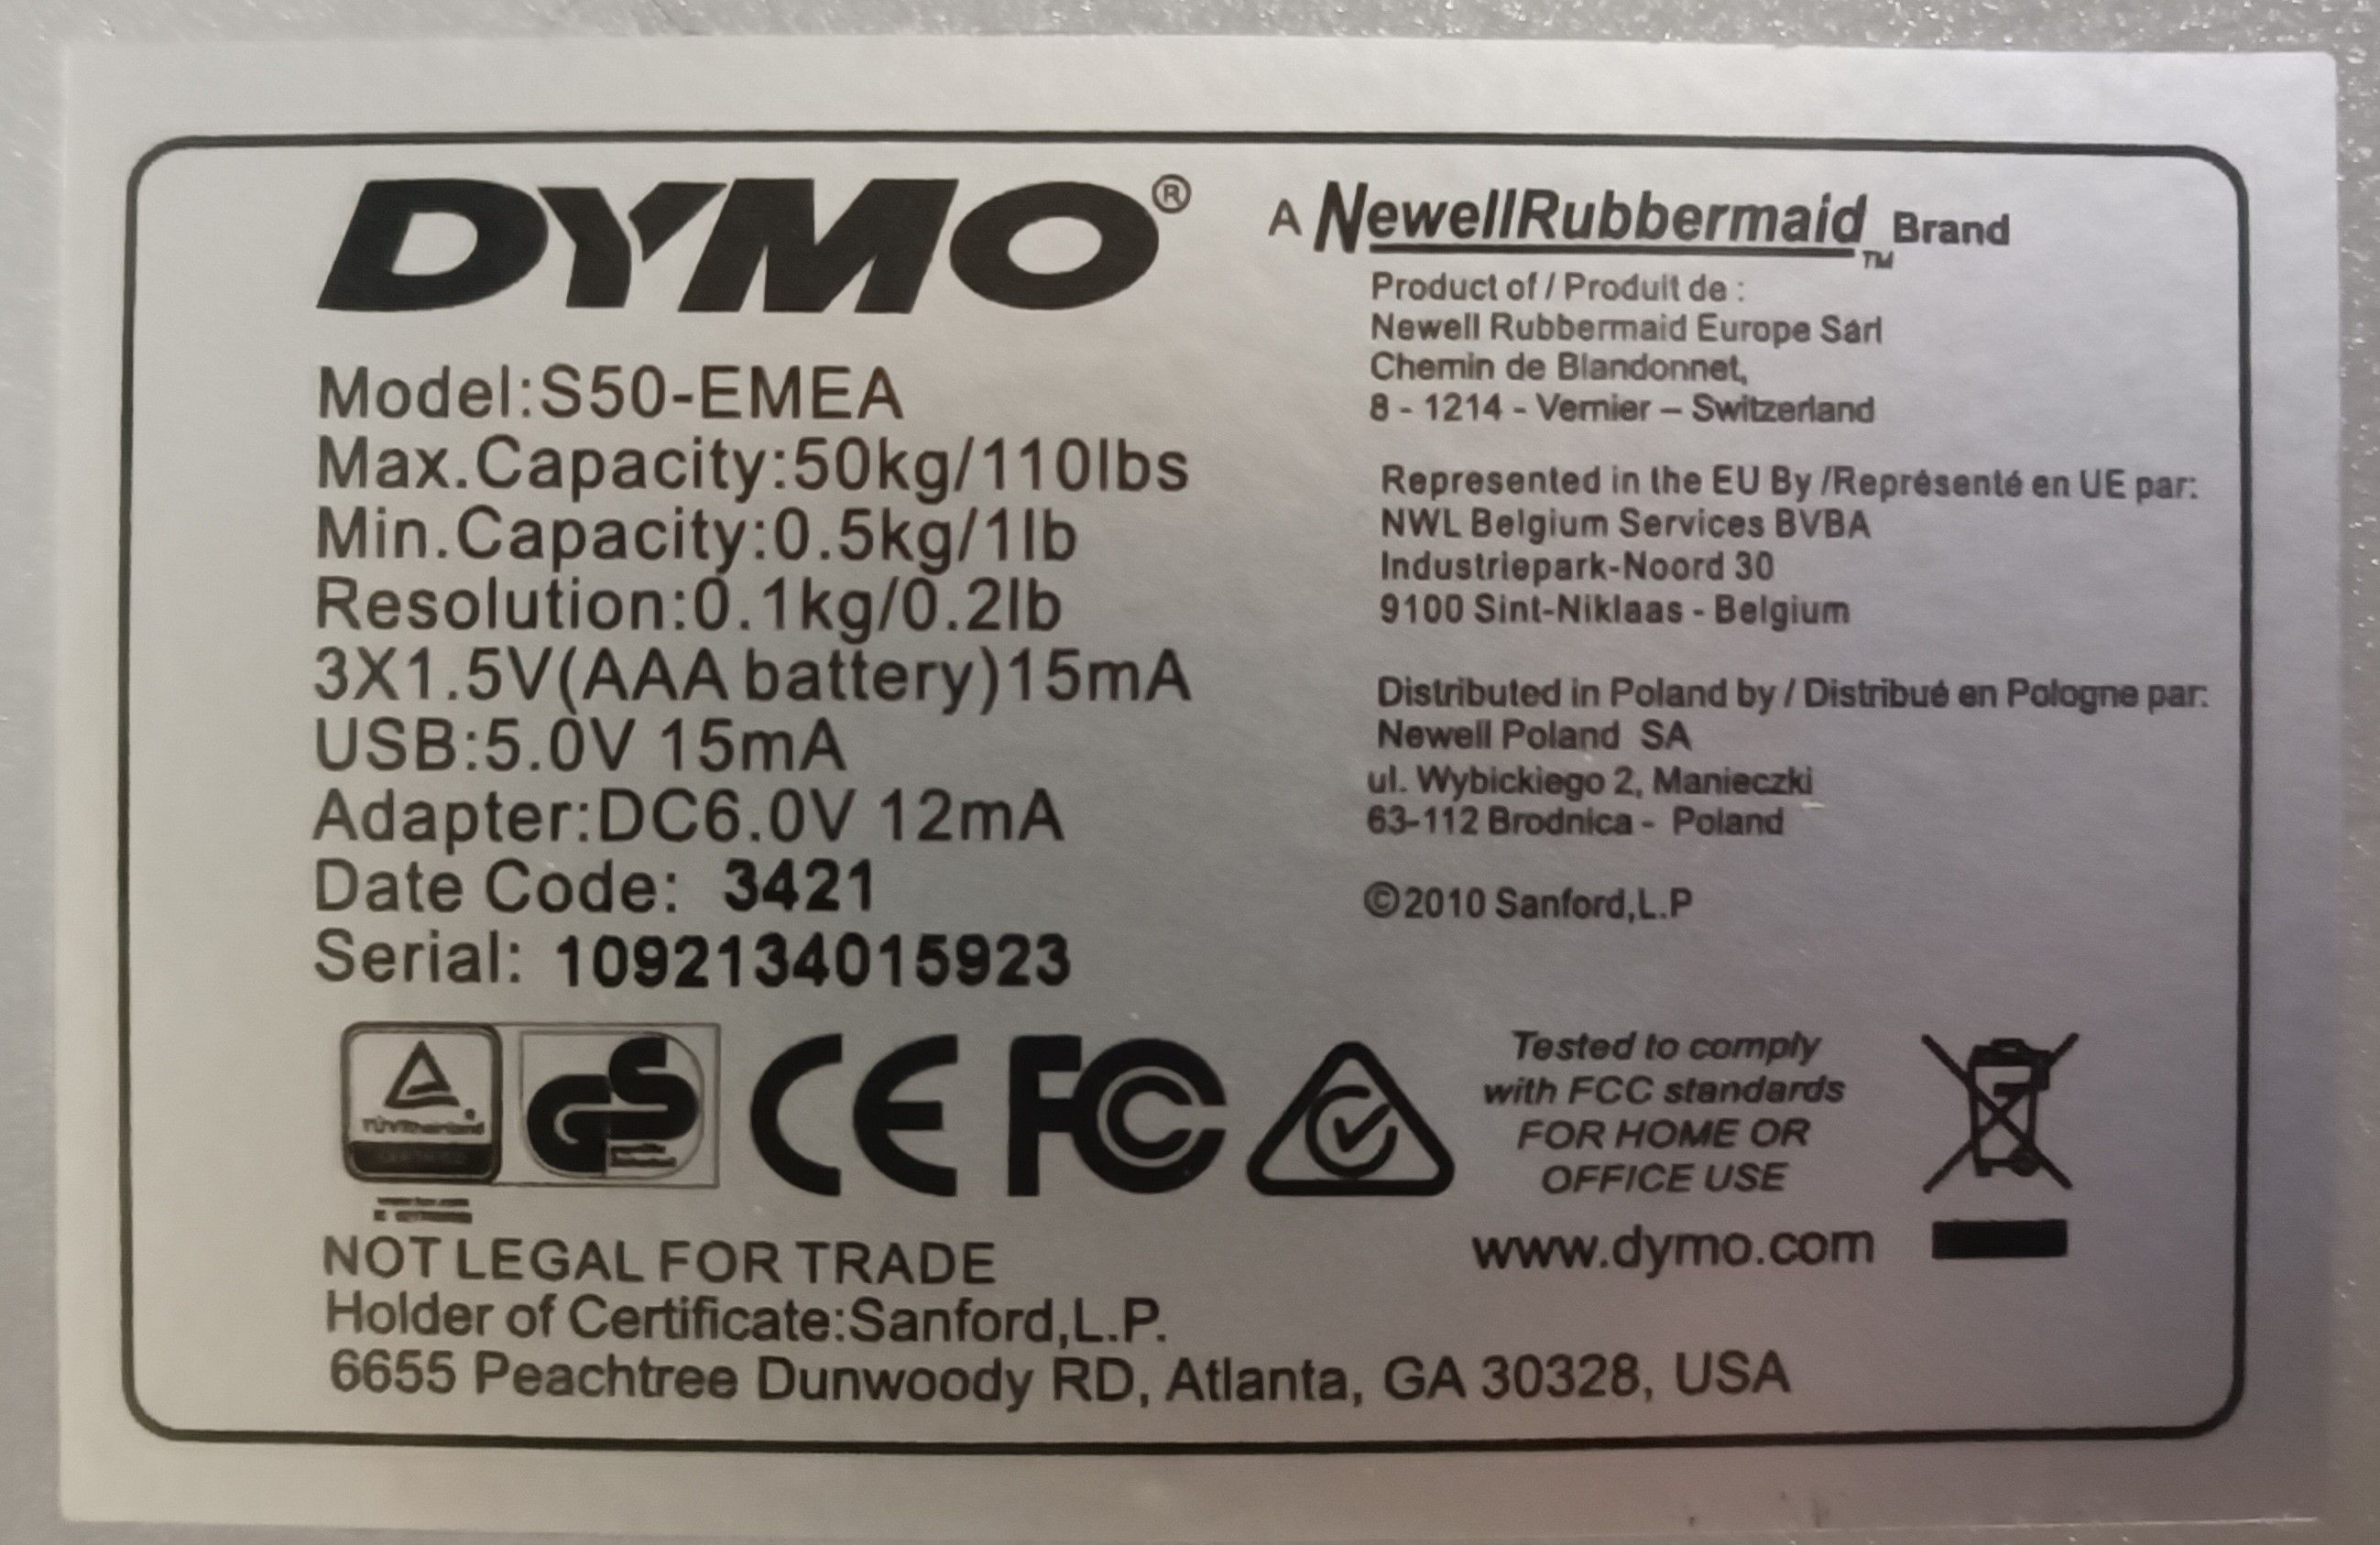 DYMO®
Model:S50-EMEA
Max.Capacity:50kg/110lbs
Min.Capacity:0.5kg/1lb
Resolution:0.1kg/0.2lb
3X1.5V(AAA battery)15mA
USB:5.0V 15mA
Adapter:DC6.0V 12mA
Date Code: 3421
Serial: 1092134015923
A NewellRubbermaid™ Brand
Product of / Produit de :
Newell Rubbermaid Europe Sàrl
Chemin de Blandonnet,
8 - 1214 - Vernier – Switzerland
Represented in the EU By /Représenté en UE par:
NWL Belgium Services BVBA
Industriepark-Noord 30
9100 Sint-Niklaas - Belgium
Distributed in Poland by / Distribué en Pologne par:
Newell Poland SA
ul. Wybickiego 2, Manieczki
63-112 Brodnica - Poland
©2010 Sanford,L.P
TÜVRheinland
GS
CE
FC
Tested to comply
with FCC standards
FOR HOME OR
OFFICE USE
www.dymo.com
NOT LEGAL FOR TRADE
Holder of Certificate:Sanford,L.P.
6655 Peachtree Dunwoody RD, Atlanta, GA 30328, USA